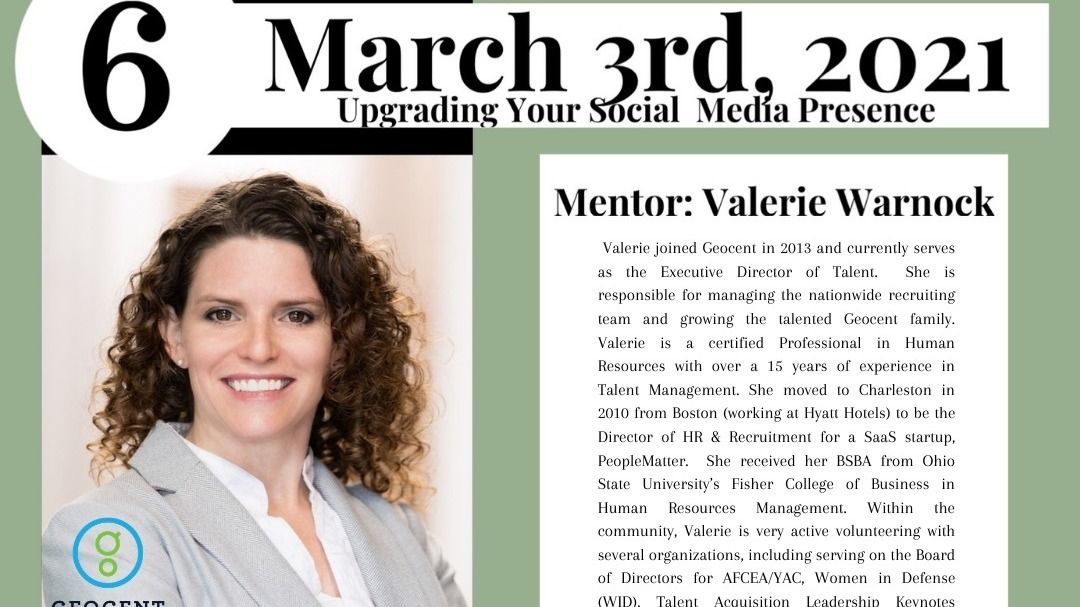 6
March 3rd, 2021
Upgrading Your Social Media Presence
Mentor: Valerie Warnock
Valerie joined Geocent in 2013 and currently serves
as the Executive Director of Talent. She is
responsible for managing the nationwide recruiting
team and growing the talented Geocent family.
Valerie is a certified Professional in Human
Resources with over a 15 years of experience in
Talent Management. She moved to Charleston in
2010 from Boston (working at Hyatt Hotels) to be the
Director of HR & Recruitment for a SaaS startup,
PeopleMatter. She received her BSBA from Ohio
State University’s Fisher College of Business in
Human Resources Management. Within the
community, Valerie is very active volunteering with
several organizations, including serving on the Board
of Directors for AFCEA/YAC, Women in Defense
(WID), Talent Acquisition Leadership Keynotes
GEOCENT